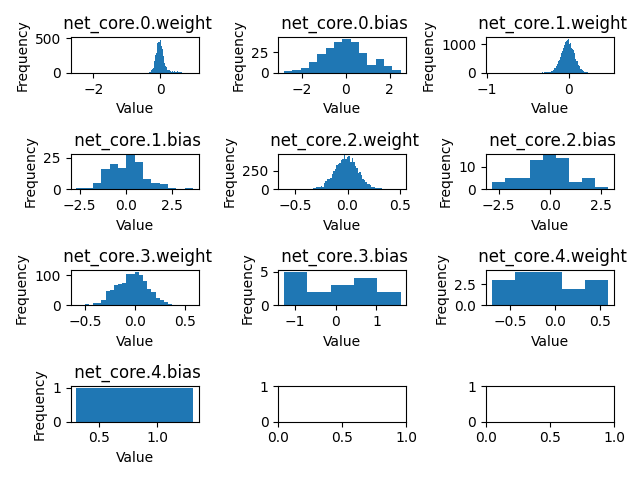 net_core.0.weight
Frequency
500
0
−2
0
Value
net_core.0.bias
Frequency
25
0
−2
0
2
Value
net_core.1.weight
Frequency
1000
0
−1
0
Value
net_core.1.bias
Frequency
25
0
−2.5
0.0
2.5
Value
net_core.2.weight
Frequency
250
0
−0.5
0.0
0.5
Value
net_core.2.bias
Frequency
10
0
−2.5
0.0
2.5
Value
net_core.3.weight
Frequency
100
0
−0.5
0.0
0.5
Value
net_core.3.bias
Frequency
5
0
−1
0
1
Value
net_core.4.weight
Frequency
2.5
0.0
−0.5
0.0
0.5
Value
net_core.4.bias
Frequency
1
0
0.5
1.0
Value
1
0
0.0
0.5
1.0
1
0
0.0
0.5
1.0